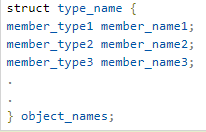 struct type_name {
member_type1 member_name1;
member_type2 member_name2;
member_type3 member_name3;
.
.
} object_names;